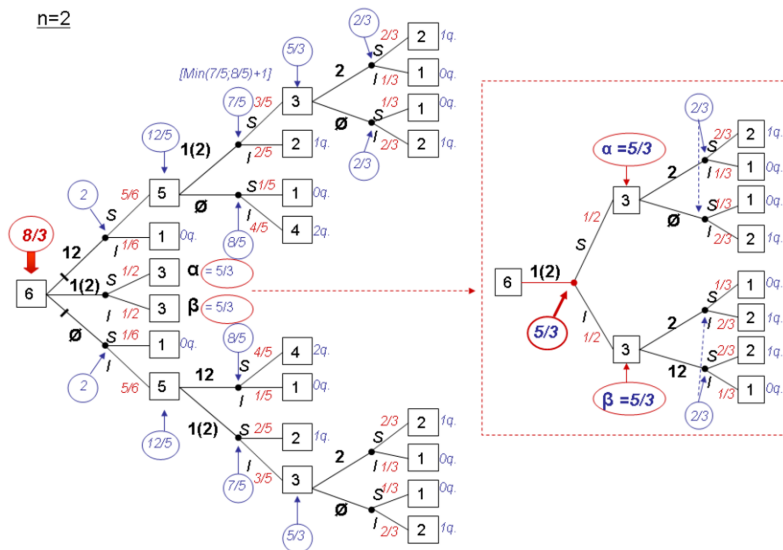 n=2
5/3
2/3
S 2/3 2 1q.
[Min(7/5;8/5)+1]
2
I 1/3 1 0q.
7/5
S 3/5 3
S 1/3 1 0q.
Ø
12/5
1(2)
I 2/5 2 1q.
I 2/3 2 1q.
2/3
2
S 5/6 5
S 1/5 1 0q.
Ø
I 4/5 4 2q.
8/3
12
I 1/6 1 0q.
8/5
6
1(2)
S 1/2 3 α = 5/3
I 1/2 3 β = 5/3
Ø
S 1/6 1 0q.
8/5
2
I 5/6 5
12
S 4/5 4 2q.
I 1/5 1 0q.
12/5
1(2)
S 2/5 2 1q.
S 2/3 2 1q.
2
I 1/3 1 0q.
7/5
I 3/5 3
Ø
S 1/3 1 0q.
5/3
I 2/3 2 1q.
2/3
α =5/3
S 2/3 2 1q.
2
I 1/3 1 0q.
1/2 3
Ø
S 1/3 1 0q.
I 2/3 2 1q.
S
6
1(2)
5/3
I
S 1/3 1 0q.
2
I 2/3 2 1q.
1/2 3
12
S 2/3 2 1q.
I 1/3 1 0q.
β =5/3
2/3